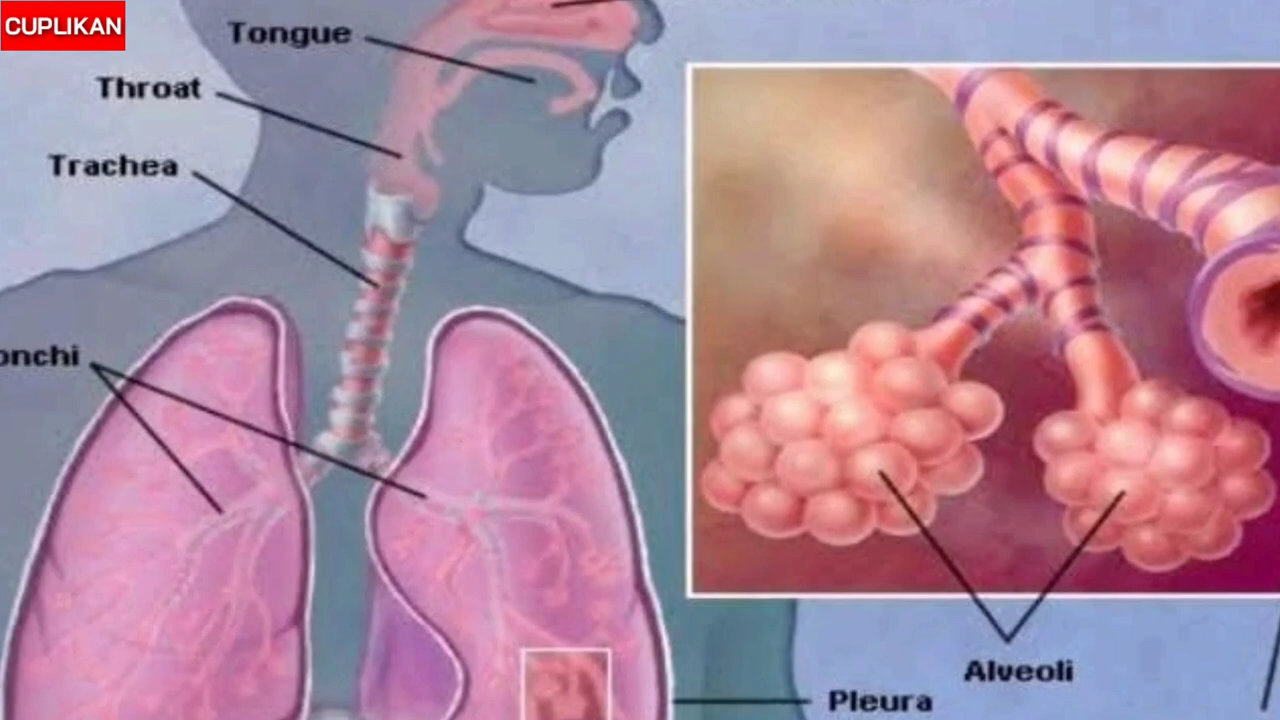 CUPLIKAN
Tongue
Throat
Trachea
onchi
Alveoli
Pleura